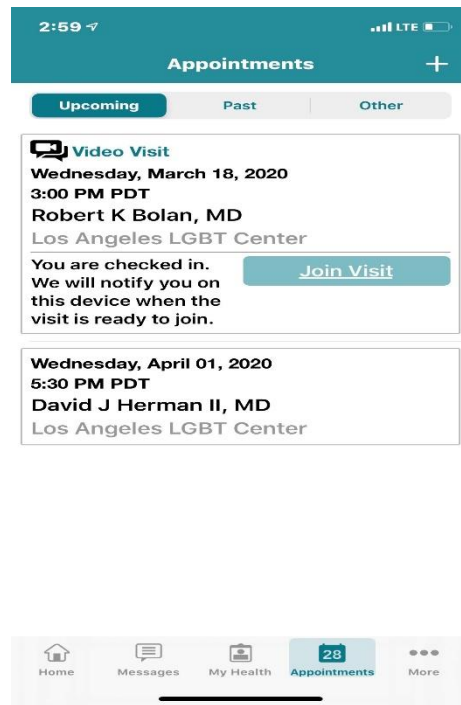 2:59 LTE
Appointments +
Upcoming Past Other
Video Visit
Wednesday, March 18, 2020
3:00 PM PDT
Robert K Bolan, MD
Los Angeles LGBT Center
You are checked in.
We will notify you on
this device when the
visit is ready to join.
Join Visit
Wednesday, April 01, 2020
5:30 PM PDT
David J Herman II, MD
Los Angeles LGBT Center
28
Home Messages My Health Appointments More